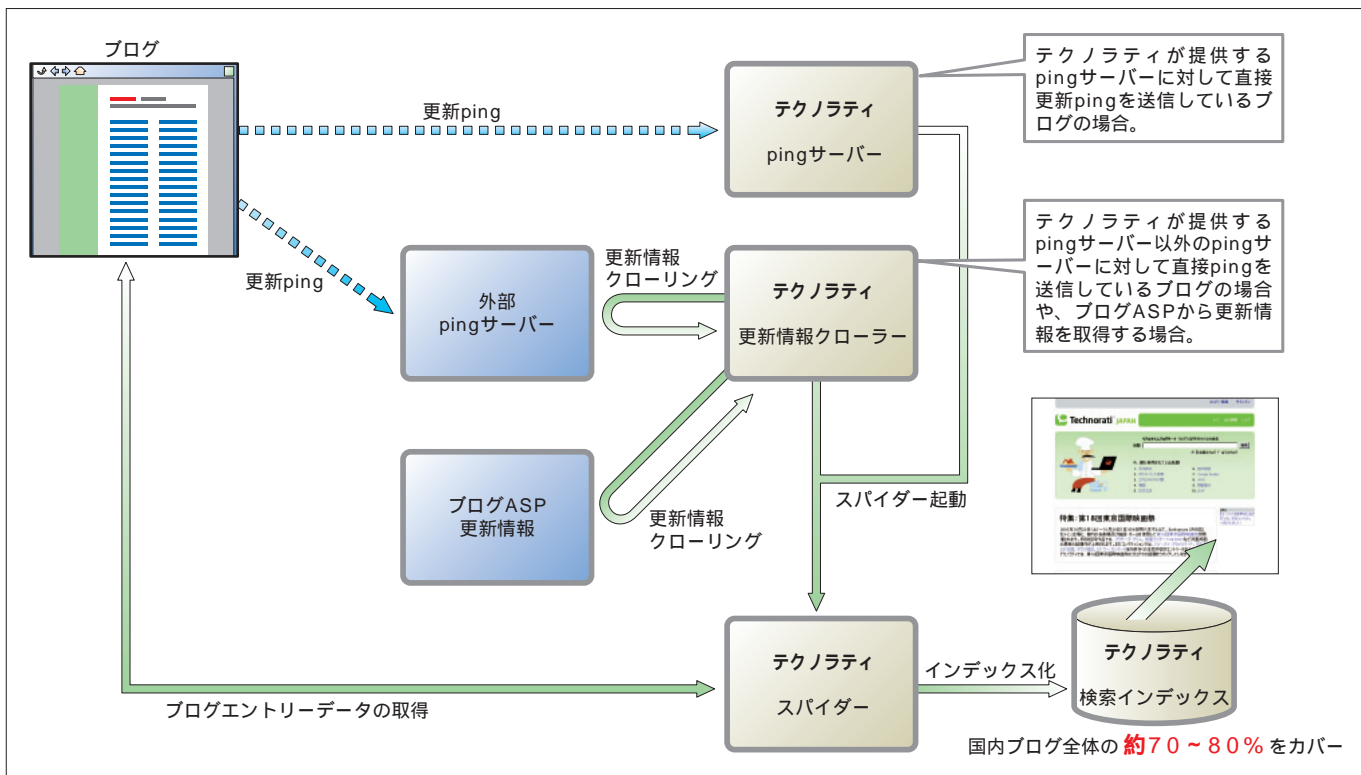 ブログ
更新ping
テクノラティ
pingサーバー
テクノラティが提供する
pingサーバーに対して直接
更新pingを送信しているブ
ログの場合。
更新ping
外部
pingサーバー
更新情報
クローリング
テクノラティ
更新情報クローラー
テクノラティが提供する
pingサーバー以外のpingサ
ーバーに対して直接pingを
送信しているブログの場合
や、ブログASPから更新情
報を取得する場合。
ブログASP
更新情報
更新情報
クローリング
スパイダー起動
Technorati JAPAN
特集：第18回東京国際映画祭
テクノラティ
スパイダー
インデックス化
テクノラティ
検索インデックス
ブログエントリーデータの取得
国内ブログ全体の 約70~80% をカバー